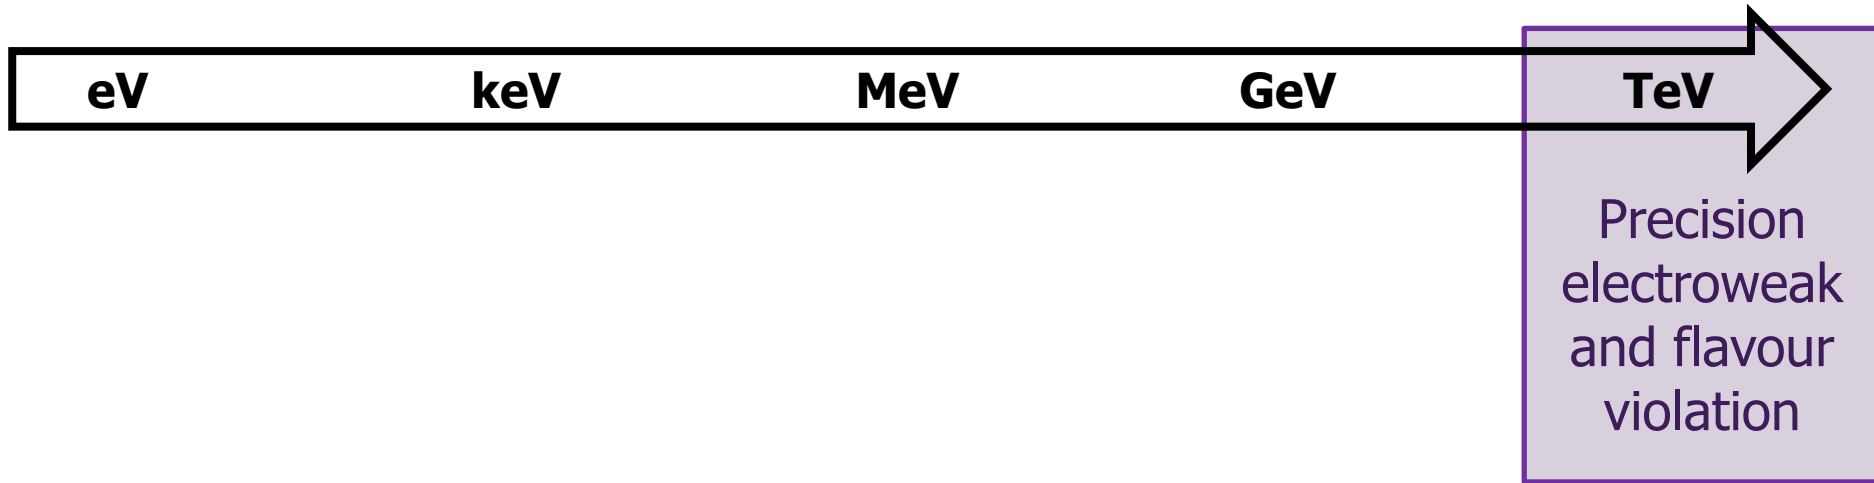 eV keV MeV GeV TeV
Precision
electroweak
and flavour
violation